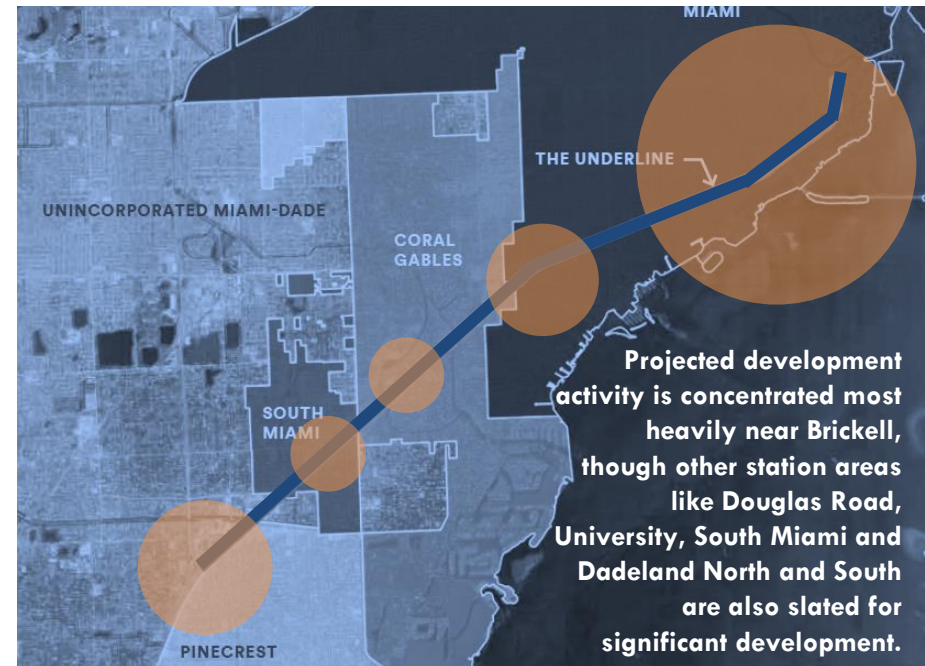 MIAMI
THE UNDERLINE
UNINCORPORATED MIAMI-DADE
CORAL
GABLES
Projected development
activity is concentrated most
heavily near Brickell,
though other station areas
like Douglas Road,
University, South Miami and
Dadeland North and South
are also slated for
significant development.
SOUTH
MIAMI
PINECREST